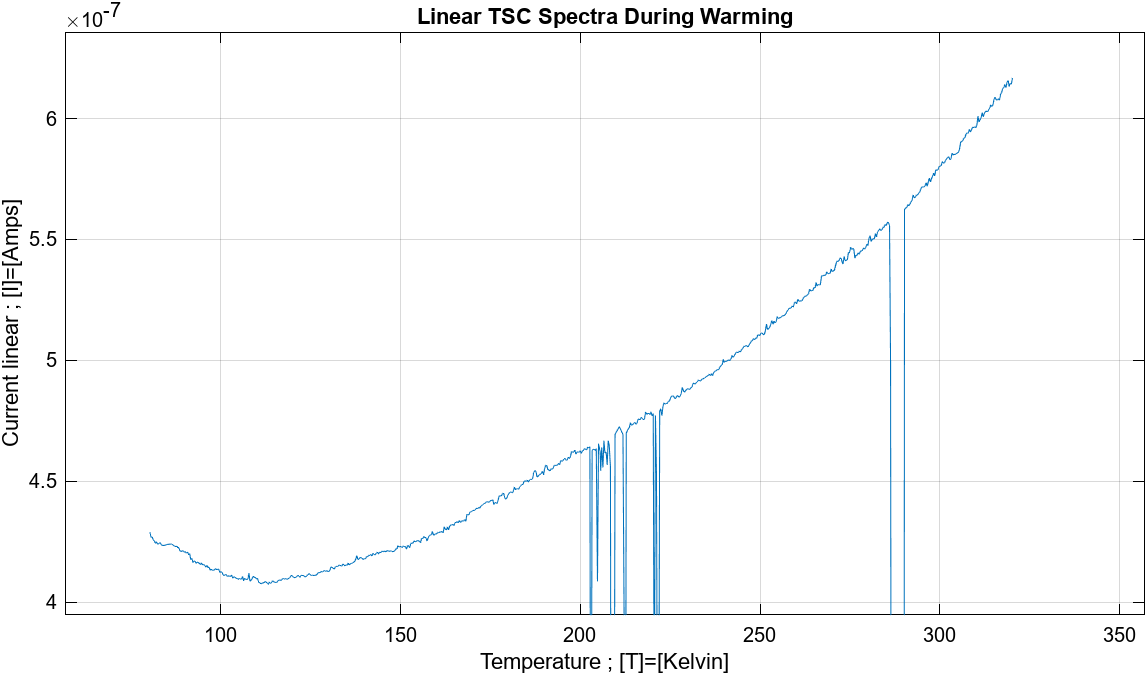 Linear TSC Spectra During Warming
×10-7
6
5.5
5
4.5
4
Current linear ; [I]=[Amps]
100 150 200 250 300 350
Temperature ; [T]=[Kelvin]